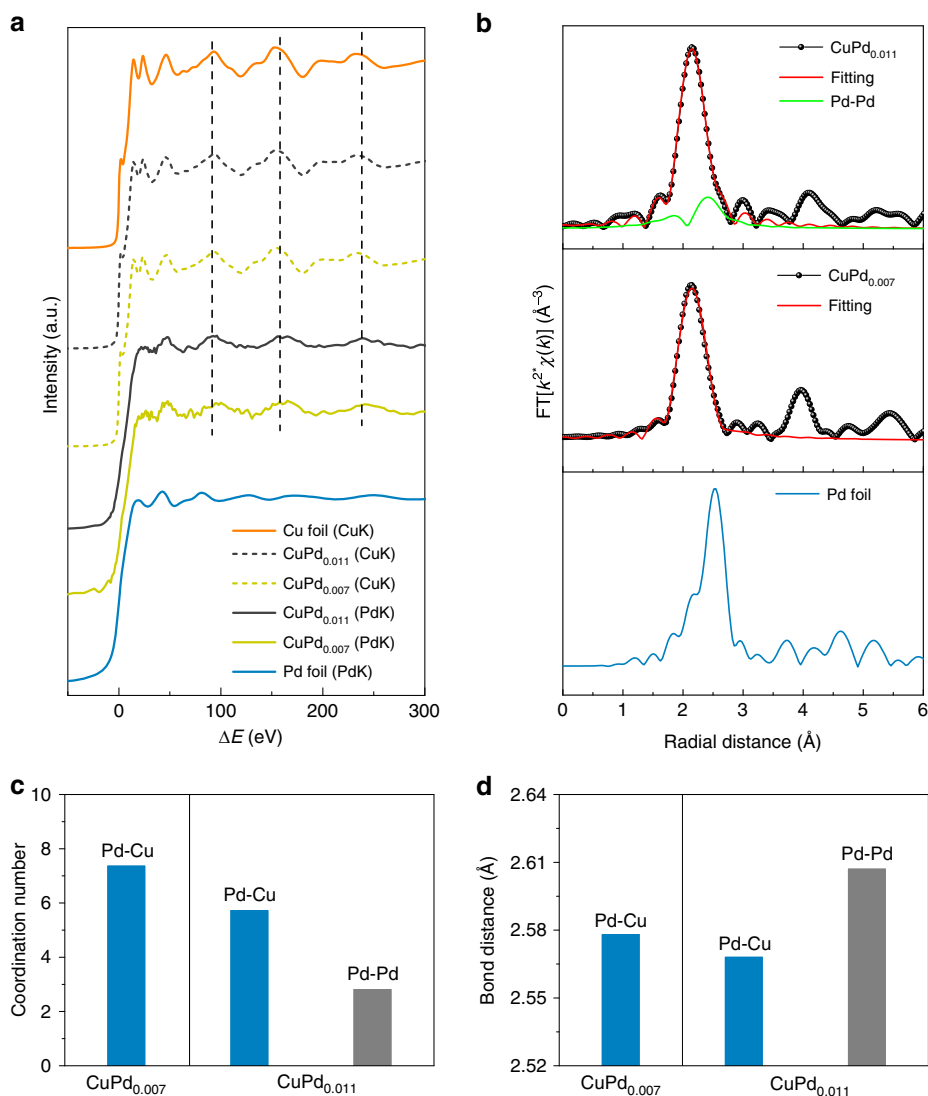 a
Intensity (a.u.)
Cu foil (CuK)
CuPd0.011 (CuK)
CuPd0.007 (CuK)
CuPd0.011 (PdK)
CuPd0.007 (PdK)
Pd foil (PdK)
0 100 200 300
ΔE (eV)
b
FT[k2*χ(k)] (Å–3)
CuPd0.011
Fitting
Pd-Pd
CuPd0.007
Fitting
Pd foil
0 1 2 3 4 5 6
Radial distance (Å)
c
Coordination number
10
8
6
4
2
0
Pd-Cu
Pd-Cu
Pd-Pd
CuPd0.007 CuPd0.011
d
Bond distance (Å)
2.64
2.61
2.58
2.55
2.52
Pd-Cu
Pd-Cu
Pd-Pd
CuPd0.007 CuPd0.011